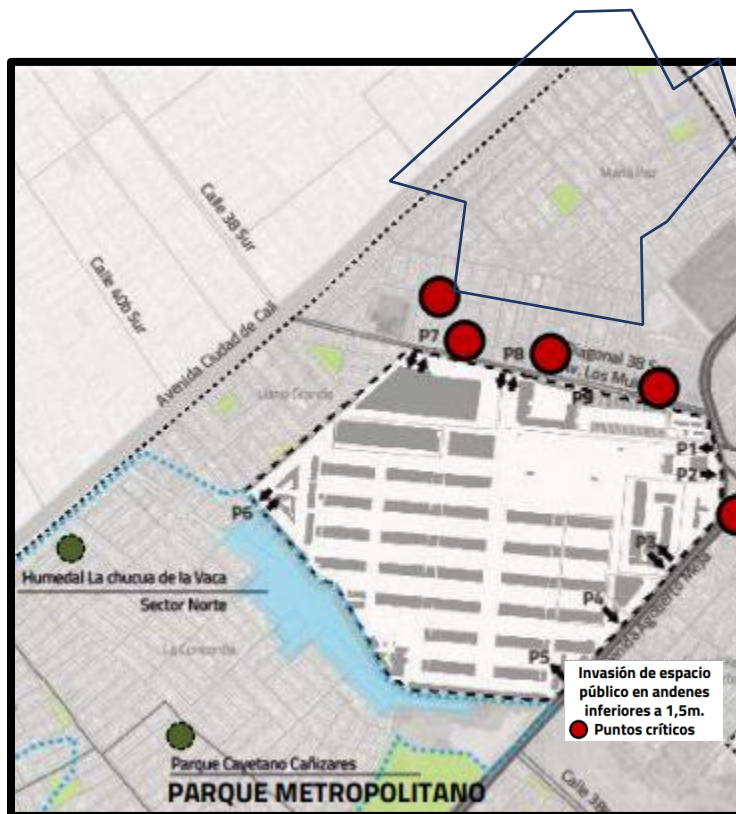 Maria Paz
Calle 38 Sur
Calle 40b Sur
Avenida Ciudad de Cali
P7
P8
Diagonal 38 S
Av. Los Mu
P9
Llano Grande
P1
P2
P6
P3
Humedal La chucua de la Vaca
Sector Norte
P4
La Concordia
P5
Invasión de espacio
público en andenes
inferiores a 1,5m.
Puntos críticos
Parque Cayetano Cañizares
PARQUE METROPOLITANO
Calle 38